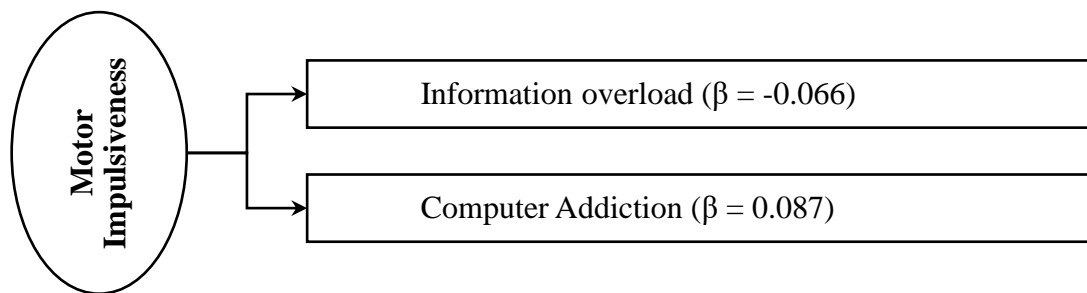 Motor
Impulsiveness
Information overload (β = -0.066)
Computer Addiction (β = 0.087)